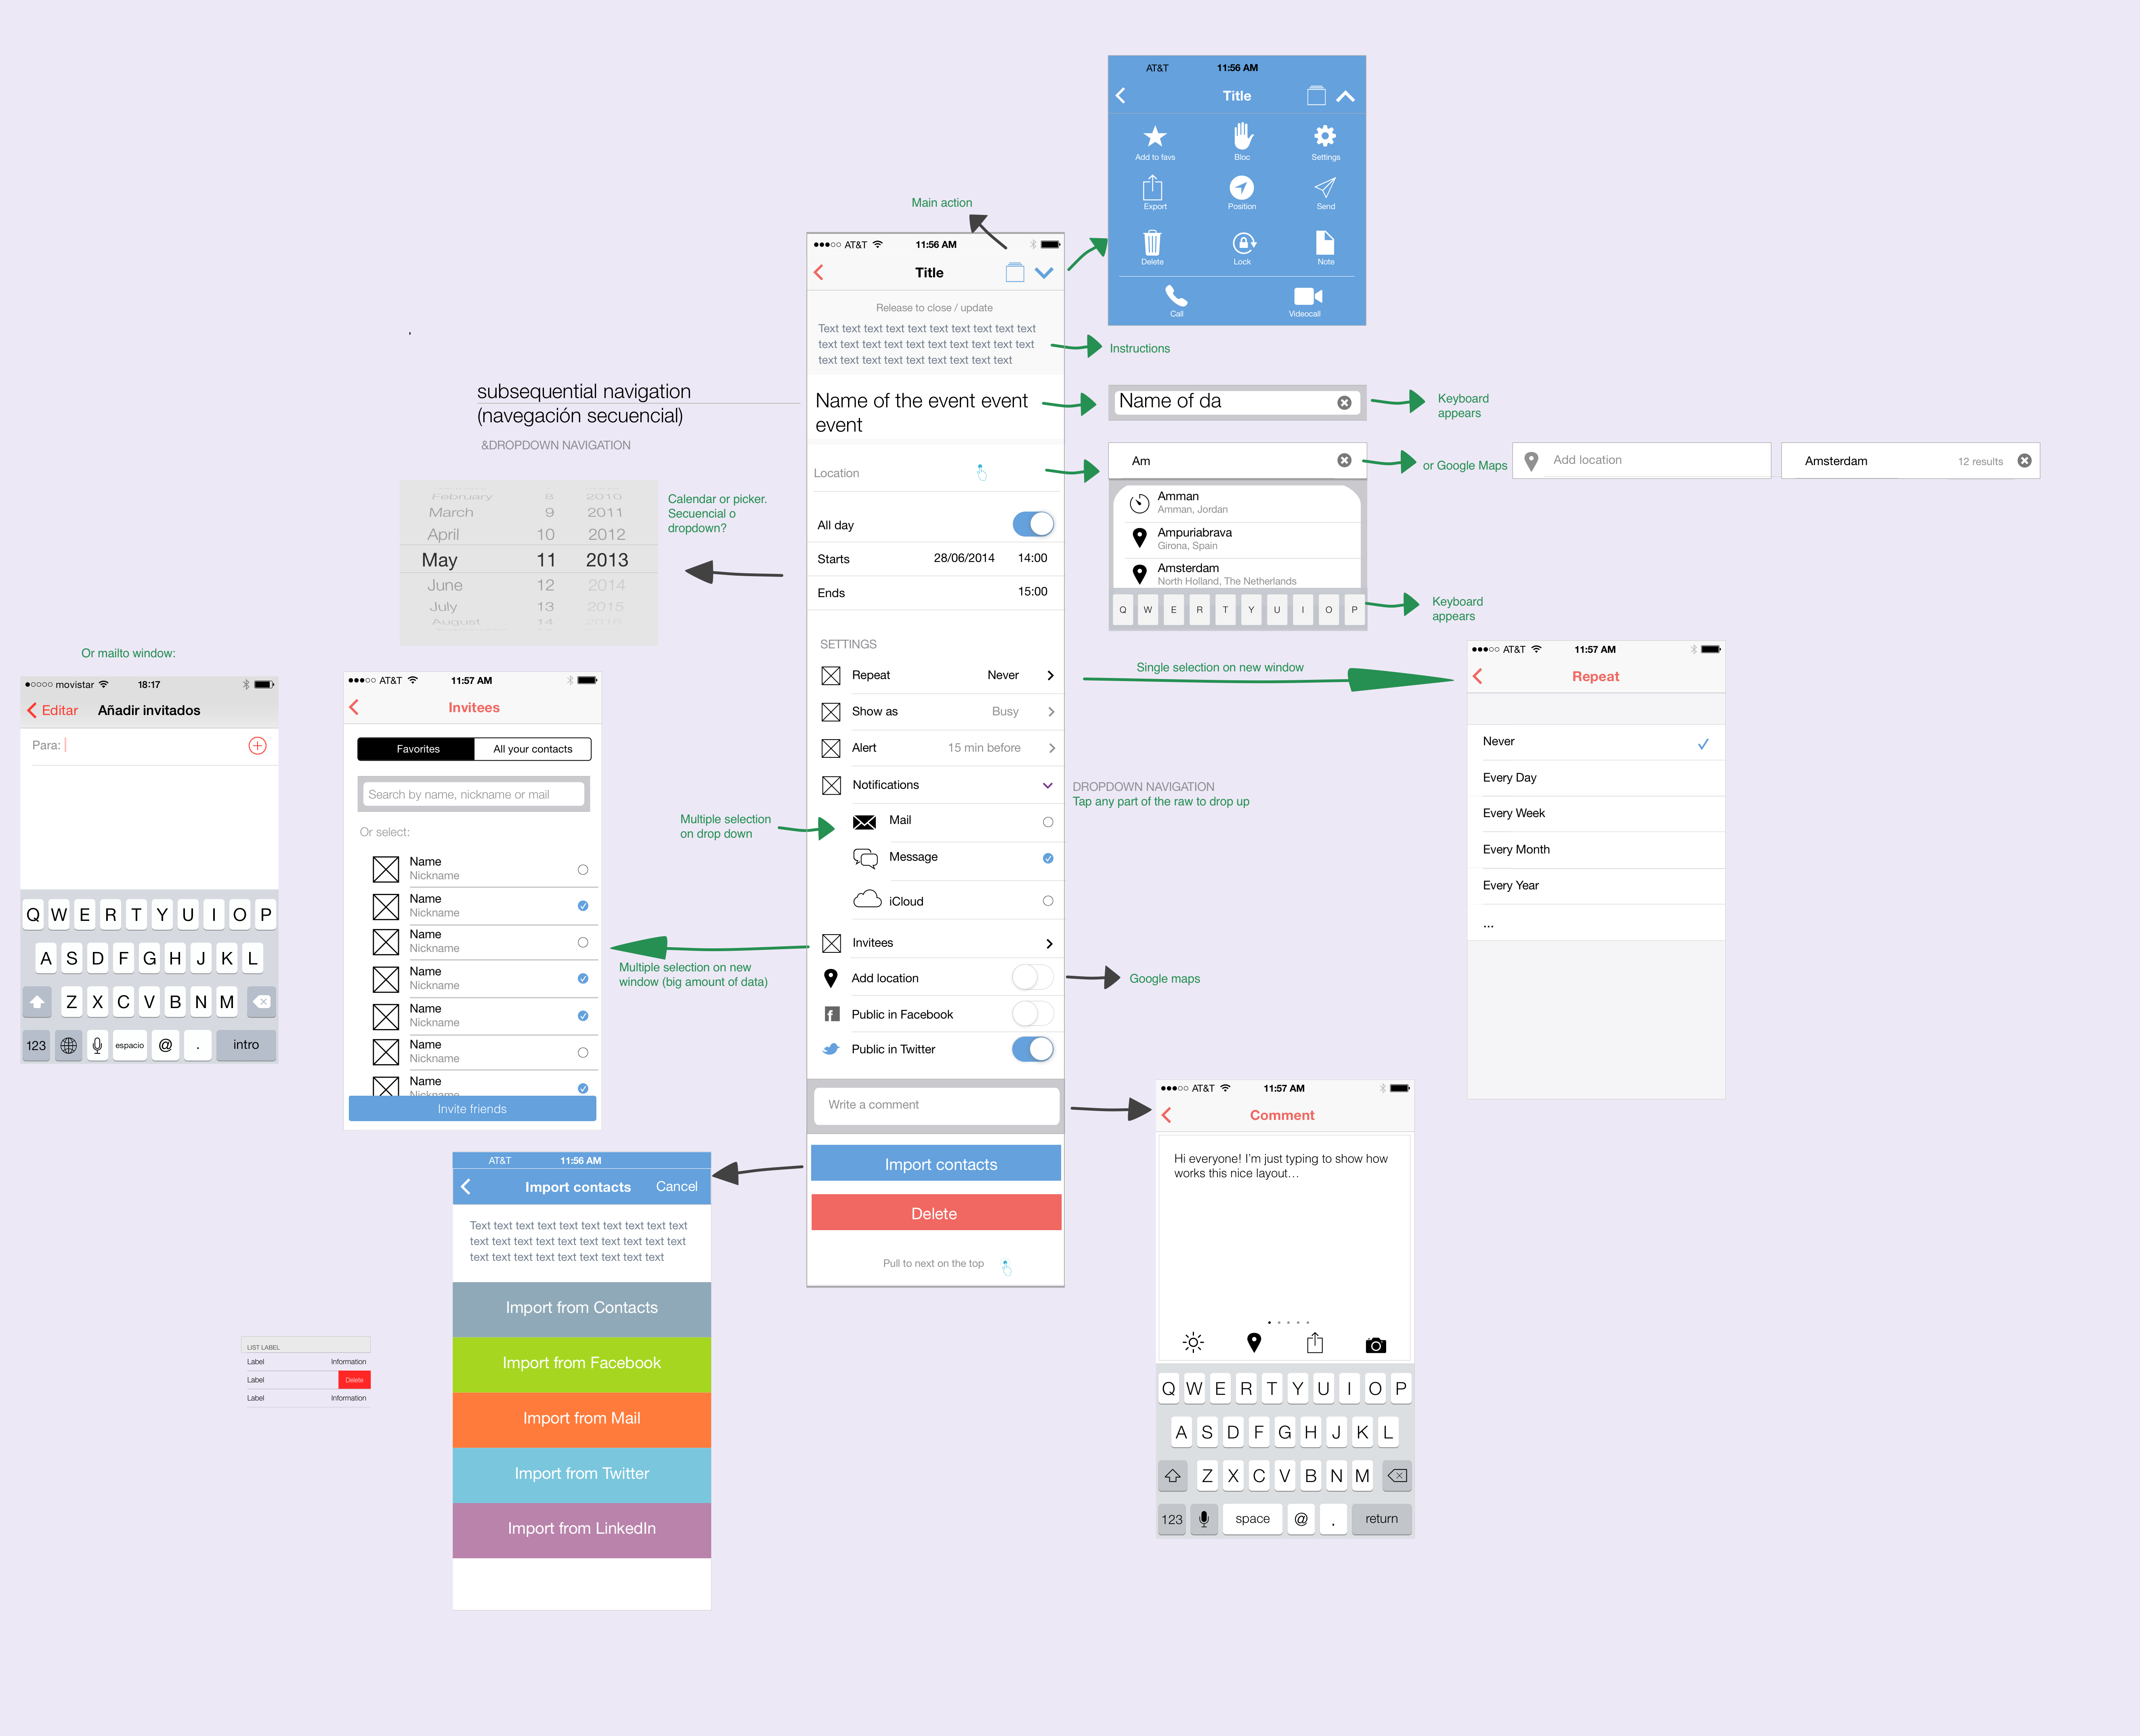 AT&T 11:56 AM
Title
Add to favs Bloc Settings
Export Position Send
Delete Lock Note
Call Videocall
Main action
AT&T 11:56 AM
Title
Release to close / update
Text text text text text text text text text text
text text text text text text text text text text
text text text text text text text text text
Instructions
subsequential navigation
(navegación secuencial)
&DROPDOWN NAVIGATION
Name of the event event
event
Name of da
Keyboard
appears
Location
Am
or Google Maps
Add location
Amsterdam 12 results
Amman
Amman, Jordan
Ampuriabrava
Girona, Spain
Amsterdam
North Holland, The Netherlands
Q W E R T Y U I O P
Keyboard
appears
February 8 2010
March 9 2011
April 10 2012
May 11 2013
June 12 2014
July 13 2015
August 14 2016
Calendar or picker.
Secuencial o
dropdown?
All day
Starts 28/06/2014 14:00
Ends 15:00
SETTINGS
Repeat Never
Show as Busy
Alert 15 min before
Notifications
Mail
Message
iCloud
Invitees
Add location
Public in Facebook
Public in Twitter
Write a comment
Import contacts
Delete
Pull to next on the top
Single selection on new window
DROPDOWN NAVIGATION
Tap any part of the raw to drop up
Multiple selection
on drop down
Multiple selection on new
window (big amount of data)
Google maps
AT&T 11:57 AM
Repeat
Never
Every Day
Every Week
Every Month
Every Year
...
Or mailto window:
movistar 18:17
Editar Añadir invitados
Para:
Q W E R T Y U I O P
A S D F G H J K L
Z X C V B N M
123 espacio @ . intro
AT&T 11:57 AM
Invitees
Favorites All your contacts
Search by name, nickname or mail
Or select:
Name
Nickname
Name
Nickname
Name
Nickname
Name
Nickname
Name
Nickname
Name
Nickname
Name
Nickname
Invite friends
AT&T 11:56 AM
Import contacts Cancel
Text text text text text text text text text text
text text text text text text text text text text
text text text text text text text text text
Import from Contacts
Import from Facebook
Import from Mail
Import from Twitter
Import from LinkedIn
LIST LABEL
Label Information
Label Delete
Label Information
AT&T 11:57 AM
Comment
Hi everyone! I'm just typing to show how
works this nice layout…
Q W E R T Y U I O P
A S D F G H J K L
Z X C V B N M
123 space @ . return